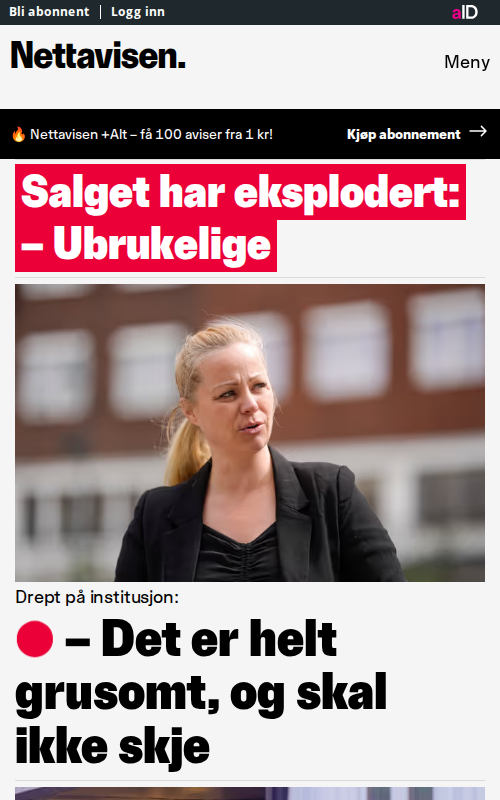 Bli abonnent | Logg inn
aID
Nettavisen.
Meny
🔥 Nettavisen +Alt – få 100 aviser fra 1 kr!
Kjøp abonnement →
Salget har eksplodert:
– Ubrukelige
Drept på institusjon:
– Det er helt
grusomt, og skal
ikke skje